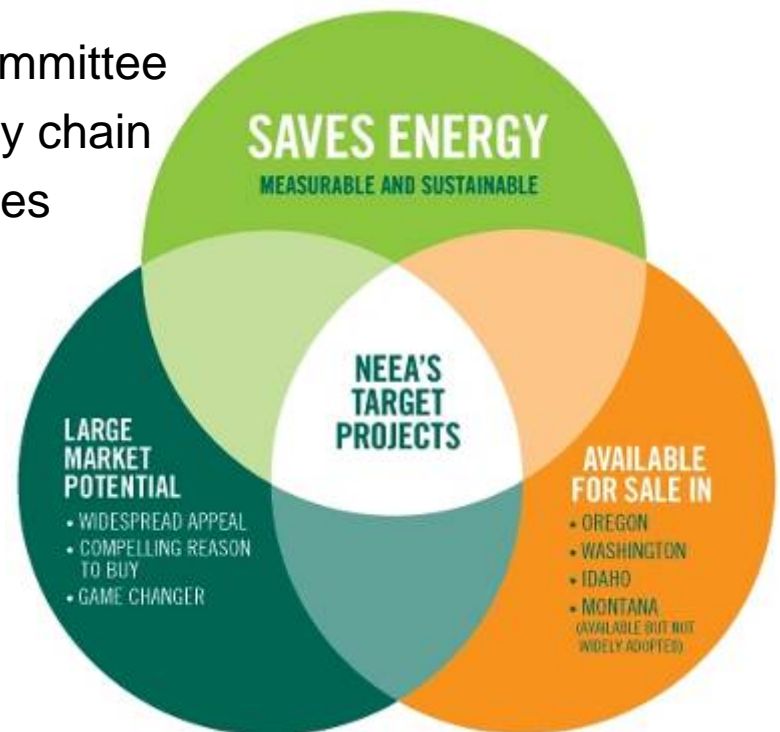 ommittee
y chain
es
SAVES ENERGY
MEASURABLE AND SUSTAINABLE
NEEA'S
TARGET
PROJECTS
LARGE
MARKET
POTENTIAL
• WIDESPREAD APPEAL
• COMPELLING REASON
TO BUY
• GAME CHANGER
AVAILABLE
FOR SALE IN
• OREGON
• WASHINGTON
• IDAHO
• MONTANA
(AVAILABLE BUT NOT
WIDELY ADOPTED)